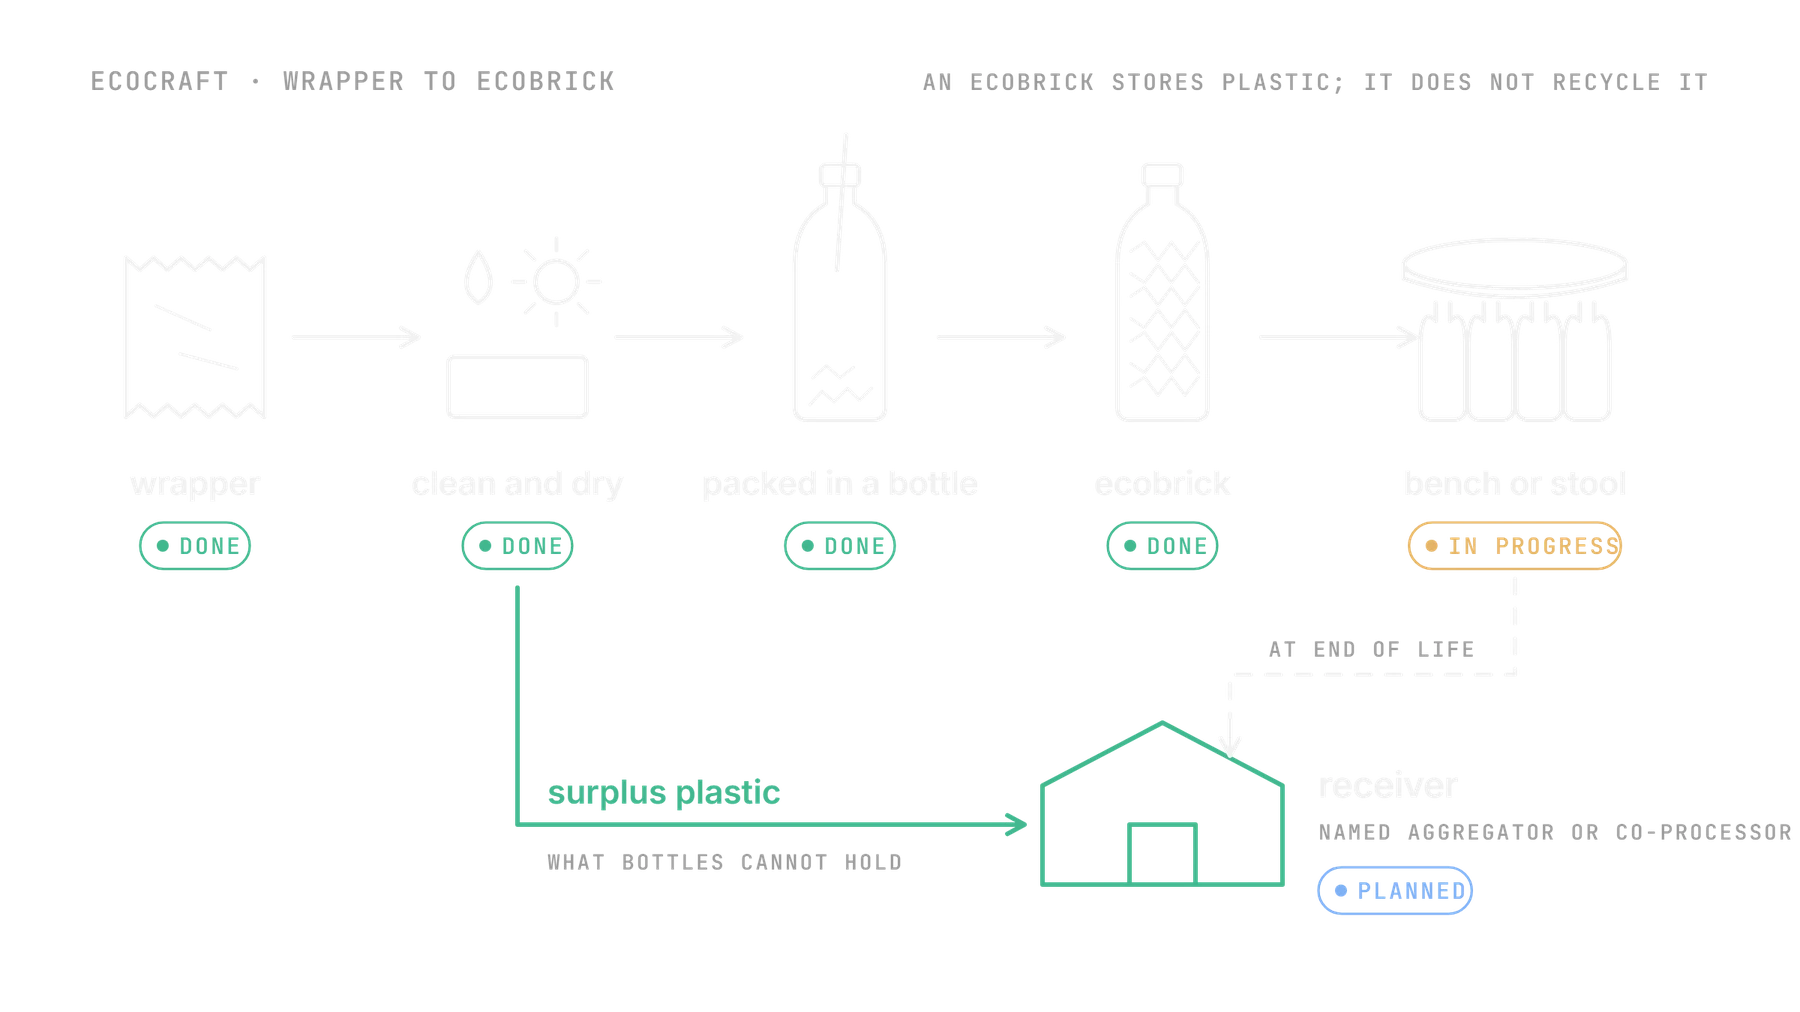 ECOCRAFT · WRAPPER TO ECOBRICK
AN ECOBRICK STORES PLASTIC; IT DOES NOT RECYCLE IT
wrapper
clean and dry
packed in a bottle
ecobrick
bench or stool
DONE
DONE
DONE
DONE
IN PROGRESS
AT END OF LIFE
surplus plastic
WHAT BOTTLES CANNOT HOLD
receiver
NAMED AGGREGATOR OR CO-PROCESSOR
PLANNED